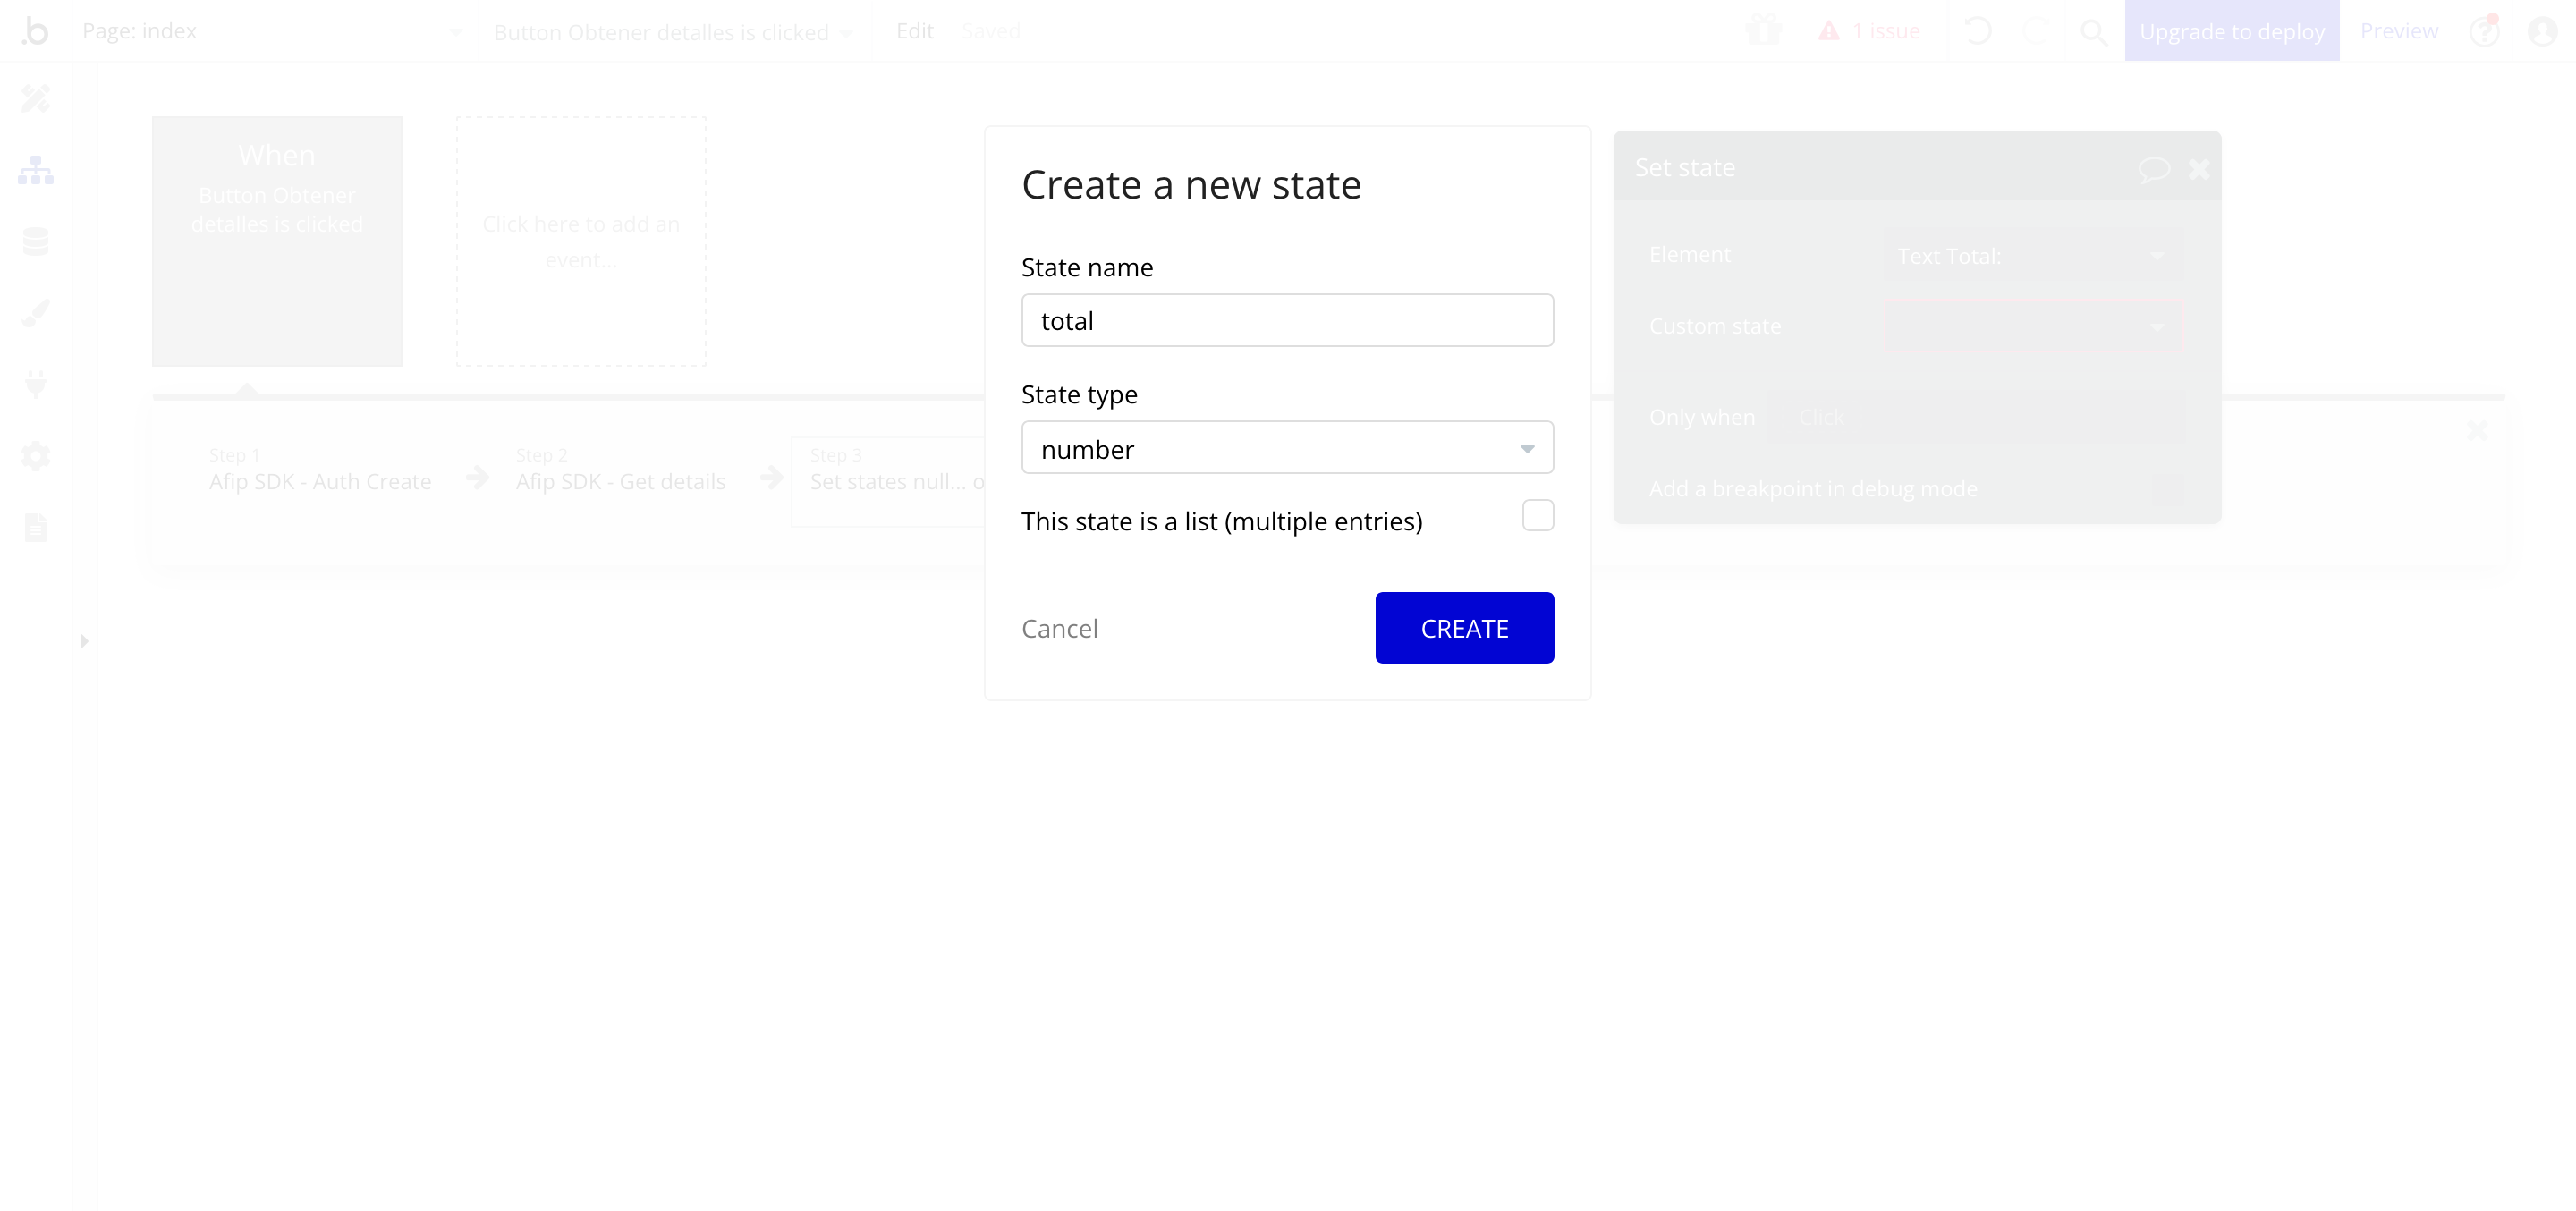 .b
Page: index
Button Obtener detalles is clicked
Edit
Saved
1 issue
Upgrade to deploy
Preview
When
Button Obtener
detalles is clicked
Click here to add an
event...
Create a new state
State name
total
State type
number
This state is a list (multiple entries)
Cancel
CREATE
Set state
Element
Text Total:
Custom state
Only when
Click
Add a breakpoint in debug mode
Step 1
Afip SDK - Auth Create
Step 2
Afip SDK - Get details
Step 3
Set states null... o